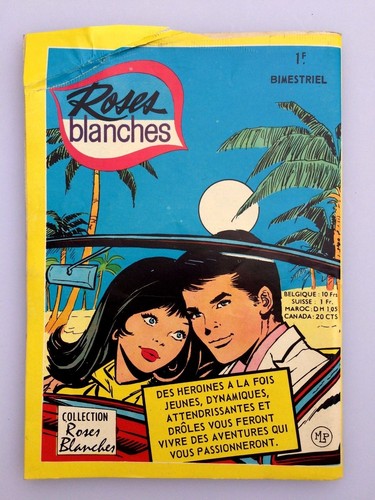 1F.
BIMESTRIEL
Roses
blanches
BELGIQUE : 10 Frs
SUISSE : 1 Fr.
MAROC : DH 1,05
CANADA : 20 CTS
DES HEROINES A LA FOIS
JEUNES, DYNAMIQUES,
ATTENDRISSANTES ET
DRÔLES VOUS FERONT
VIVRE DES AVENTURES QUI
VOUS PASSIONNERONT.
COLLECTION
Roses
Blanches
MLP